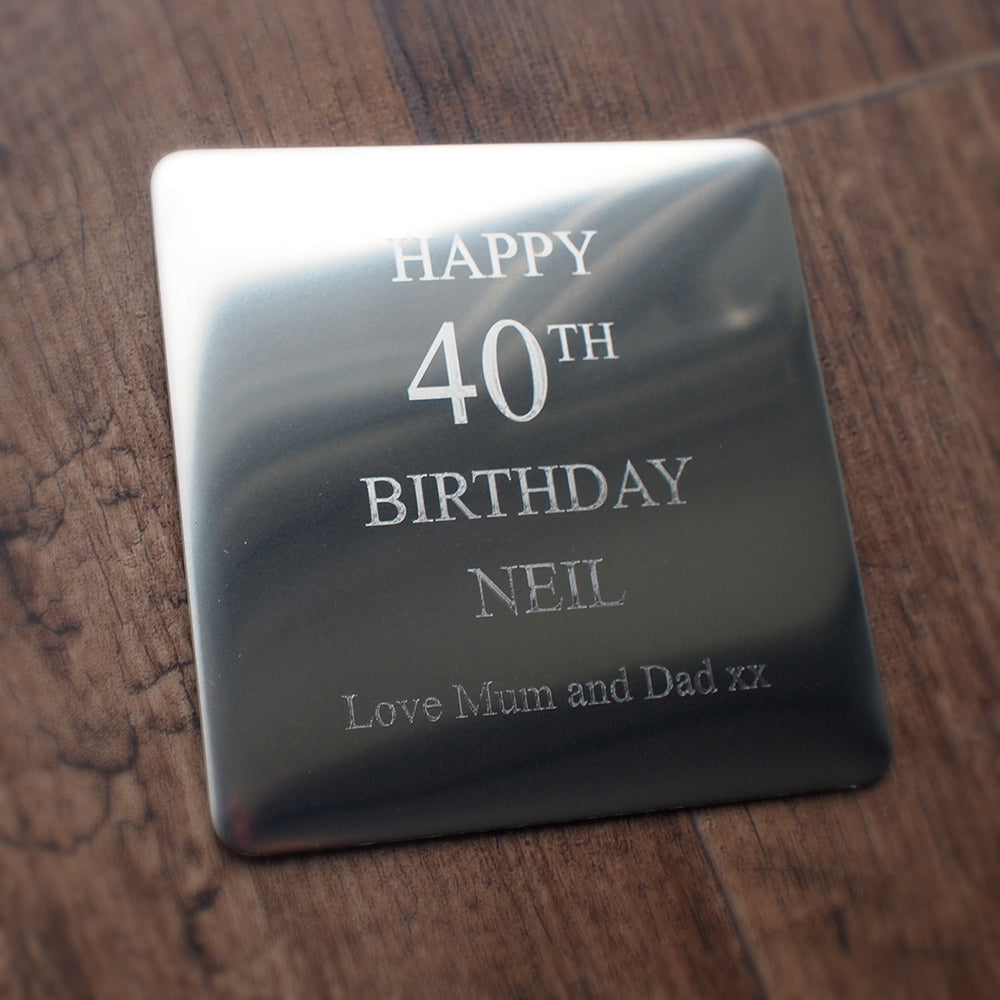 HAPPY
40TH
BIRTHDAY
NEIL
Love Mum and Dad xx